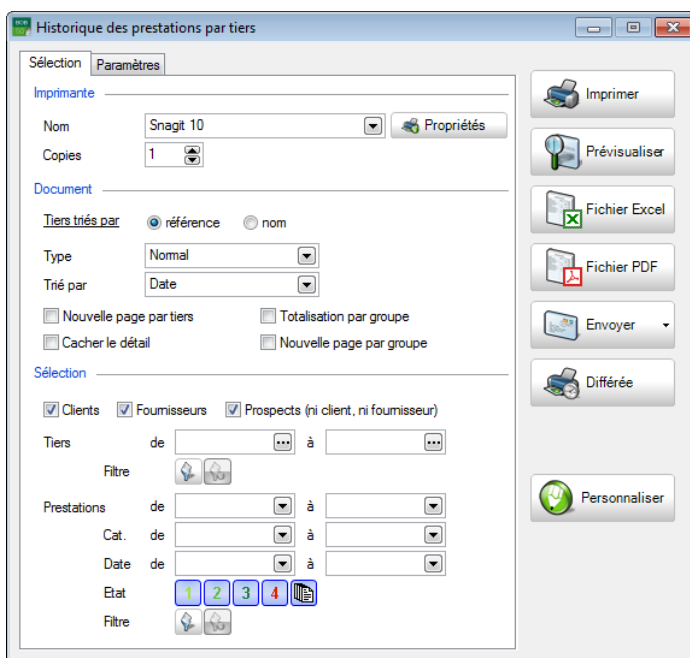 Historique des prestations par tiers
Sélection Paramètres
Imprimante
Nom Snagit 10 Propriétés
Copies 1
Document
Tiers triés par référence nom
Type Normal
Trié par Date
Nouvelle page par tiers Totalisation par groupe
Cacher le détail Nouvelle page par groupe
Sélection
Clients Fournisseurs Prospects (ni client, ni fournisseur)
Tiers de à
Filtre
Prestations de à
Cat. de à
Date de à
Etat 1 2 3 4
Filtre
Imprimer
Prévisualiser
Fichier Excel
Fichier PDF
Envoyer
Différée
Personnaliser